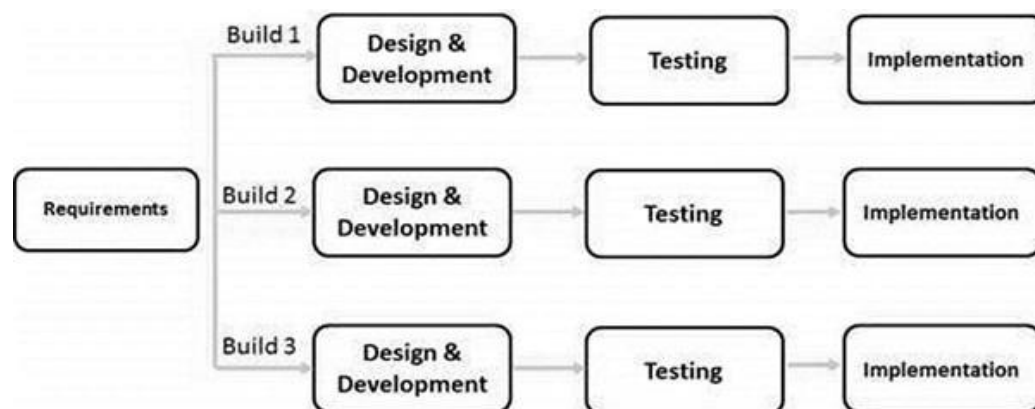 Build 1
Design &
Development
Testing
Implementation
Requirements
Build 2
Design &
Development
Testing
Implementation
Build 3
Design &
Development
Testing
Implementation